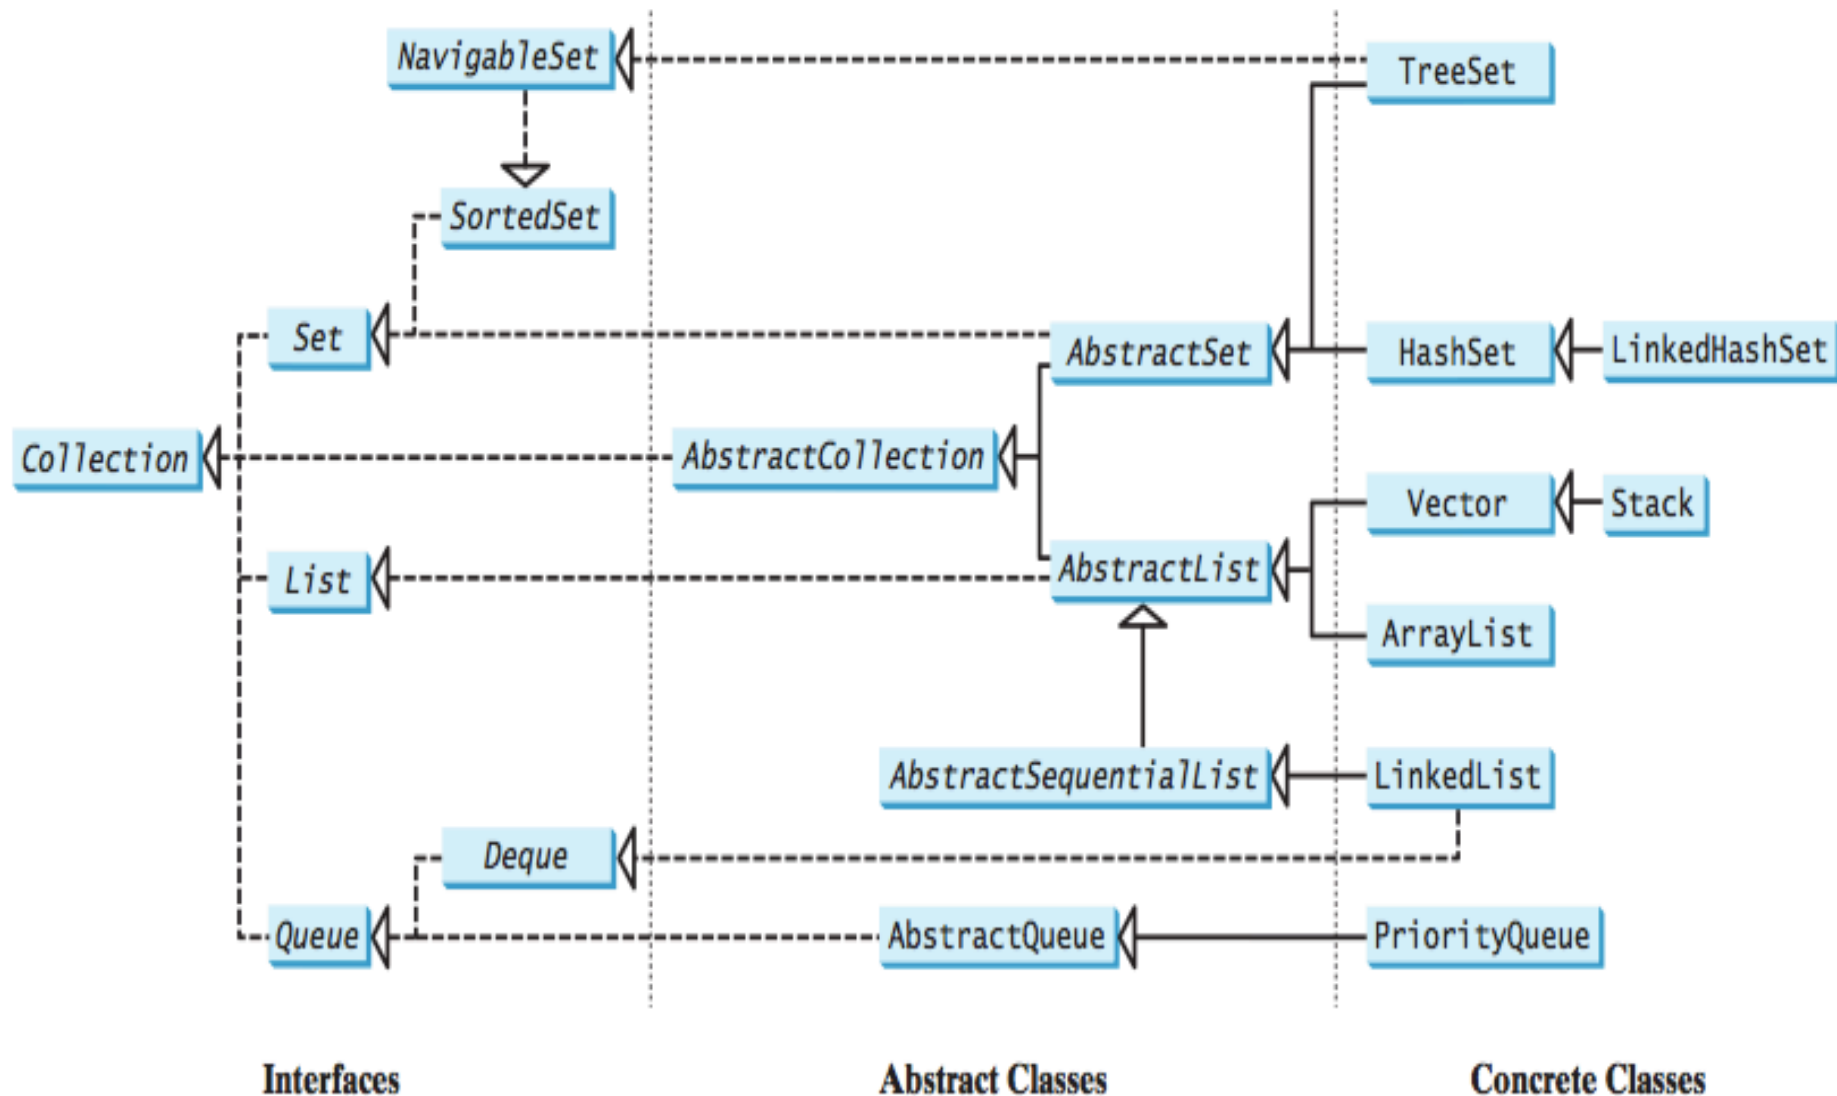 NavigableSet
TreeSet
SortedSet
Set
AbstractSet
HashSet
LinkedHashSet
Collection
AbstractCollection
Vector
Stack
List
AbstractList
ArrayList
AbstractSequentialList
LinkedList
Deque
Queue
AbstractQueue
PriorityQueue
Interfaces
Abstract Classes
Concrete Classes